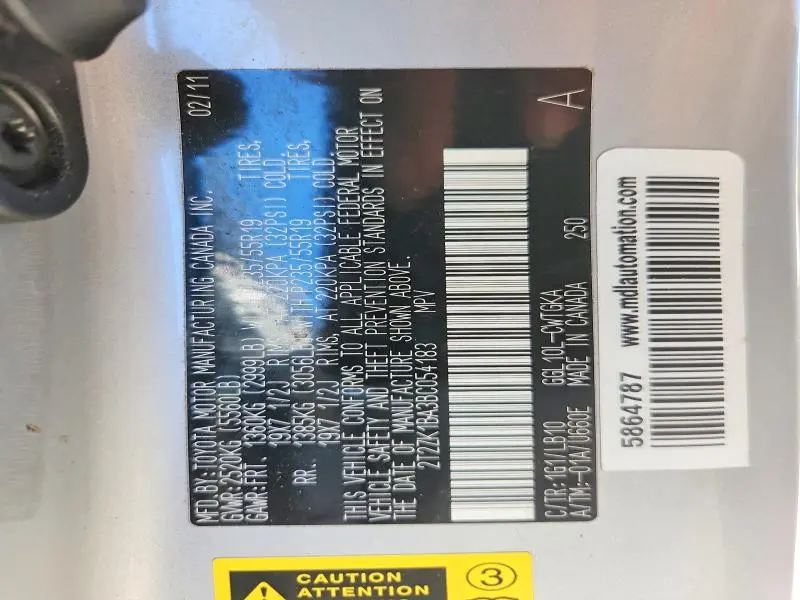 MFD.BY:TOYOTA MOTOR MANUFACTURING CANADA INC. 02/11
GVWR:2520KG (5560LB)
GAWR:FRT 1360KG (2999LB) 235/55R19 TIRES,
19X7 1/2J RIMS, 220KPA (32PSI) COLD.
RR. 1385KG (3056LB) WITH P235/55R19 TIRES,
19X7 1/2J RIMS, AT 220KPA (32PSI) COLD.
THIS VEHICLE CONFORMS TO ALL APPLICABLE FEDERAL MOTOR
VEHICLE SAFETY AND THEFT PREVENTION STANDARDS IN EFFECT ON
THE DATE OF MANUFACTURE SHOWN ABOVE.
2T2ZK1BA3BC054183 MPV
A
C/TR:1G1/LB00 GGL10L-CWTGKA
A/TM:-01A/U660E MADE IN CANADA 250
www.mdlautomation.com
5864787
CAUTION
ATTENTION
3